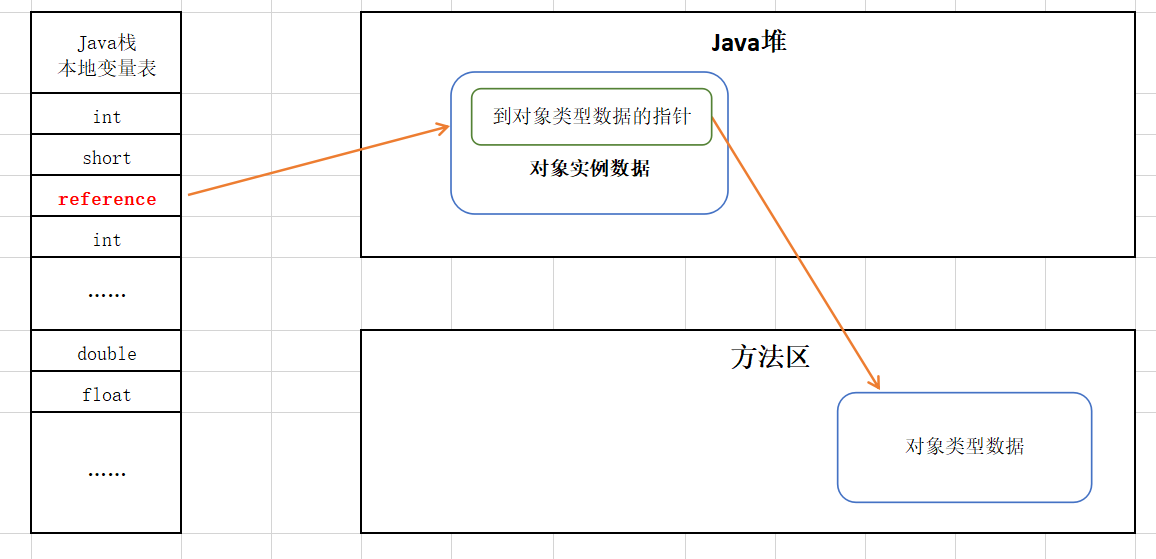 Java栈
本地变量表
int
short
reference
int
……
double
float
……
Java堆
到对象类型数据的指针
对象实例数据
方法区
对象类型数据